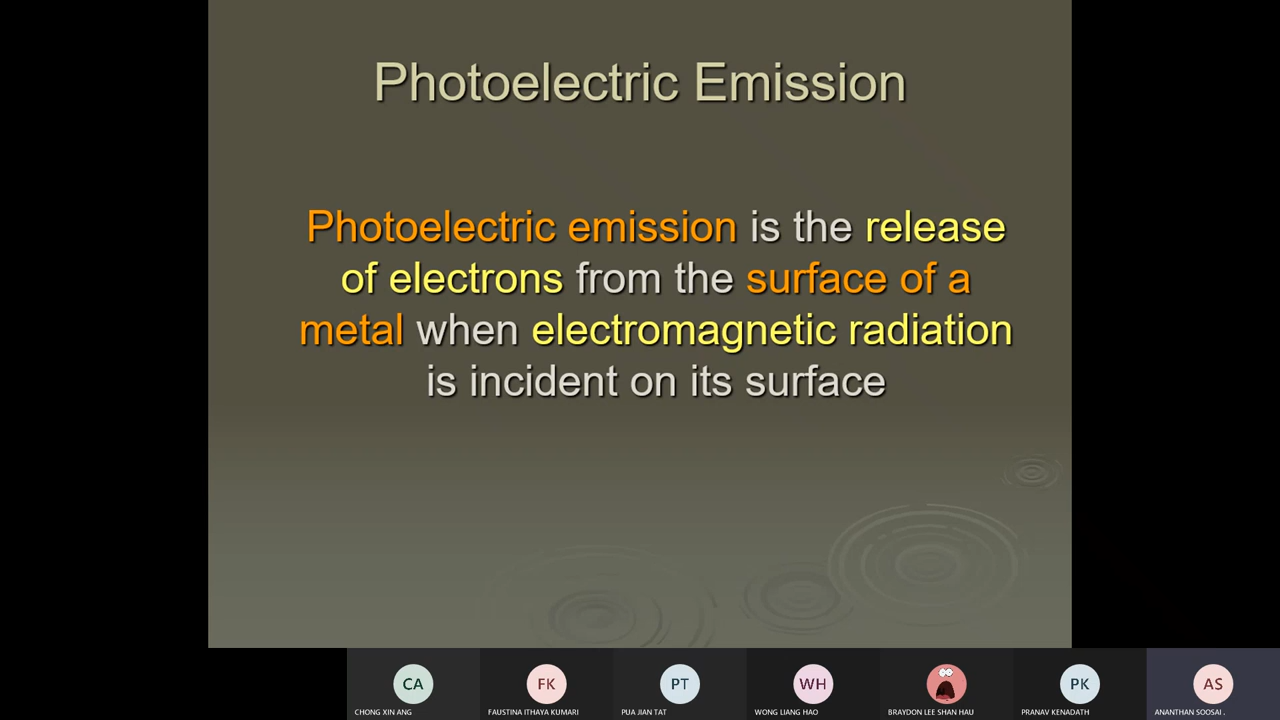 Photoelectric Emission
Photoelectric emission is the release
of electrons from the surface of a
metal when electromagnetic radiation
is incident on its surface
CA
FK
PT
WH
PK
AS
CHONG XIN ANG
FAUSTINA ITHAYA KUMARI
PUA JIAN TAT
WONG LIANG HAO
BRAYDON LEE SHAN HAU
PRANAV KENADATH
ANANTHAN SOOSAI .